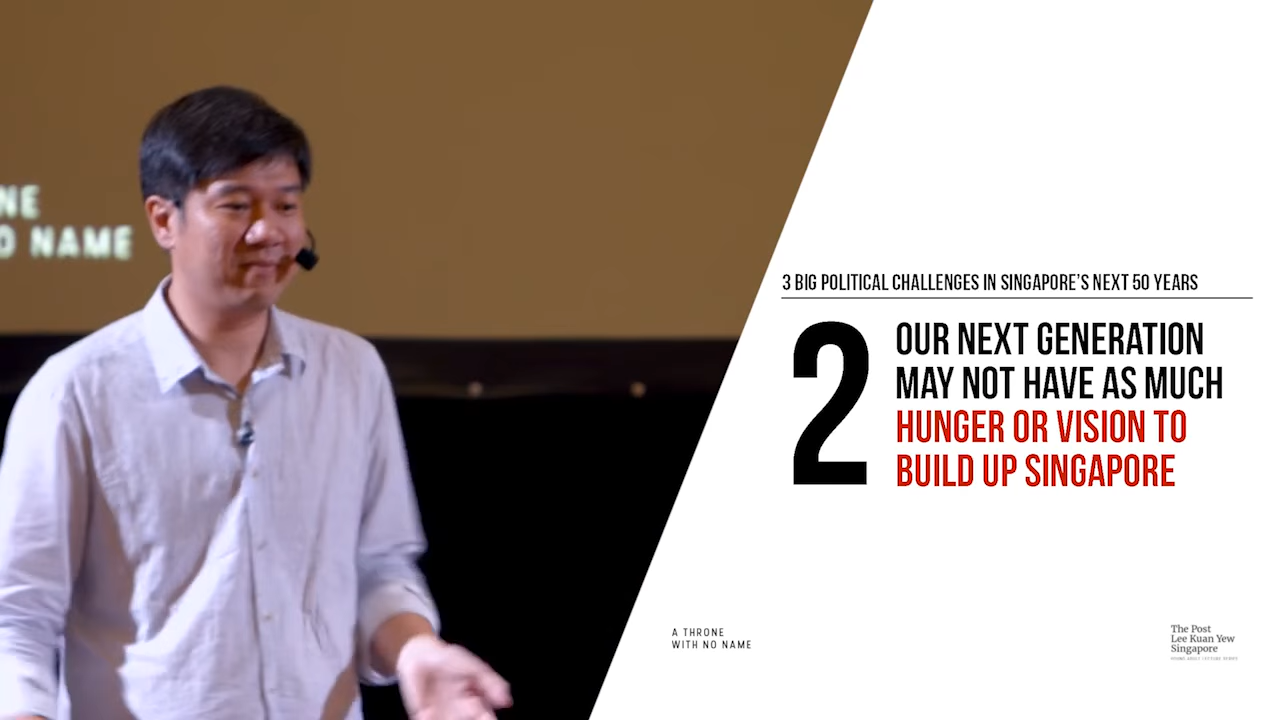 NE
O NAME
3 BIG POLITICAL CHALLENGES IN SINGAPORE'S NEXT 50 YEARS
2
OUR NEXT GENERATION
MAY NOT HAVE AS MUCH
HUNGER OR VISION TO
BUILD UP SINGAPORE
A THRONE
WITH NO NAME
The Post
Lee Kuan Yew
Singapore